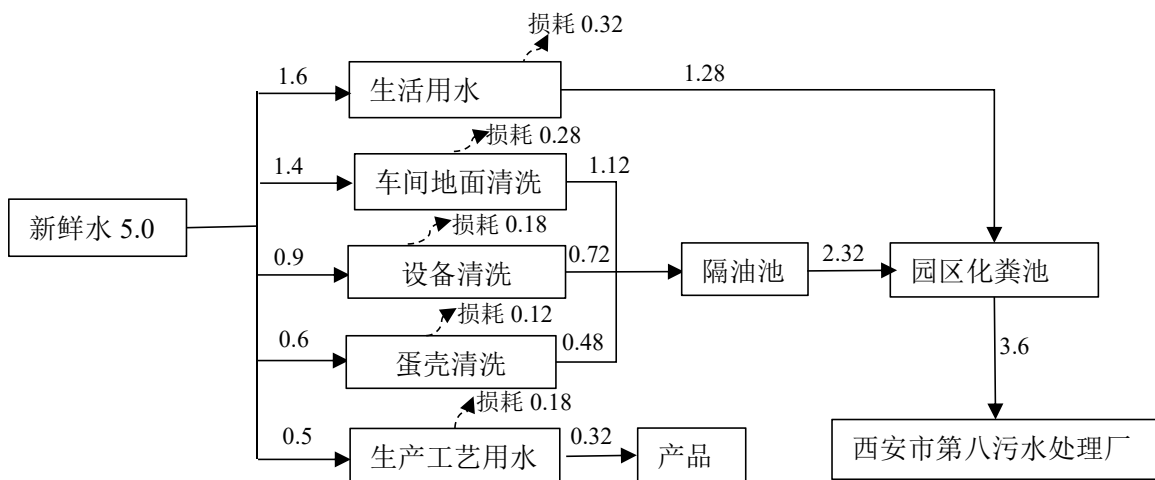 损耗 0.32
1.6
生活用水
1.28
损耗 0.28
1.4
车间地面清洗
1.12
新鲜水 5.0
损耗 0.18
0.9
设备清洗
0.72
隔油池
2.32
园区化粪池
损耗 0.12
0.6
蛋壳清洗
0.48
3.6
损耗 0.18
0.5
生产工艺用水
0.32
产品
西安市第八污水处理厂